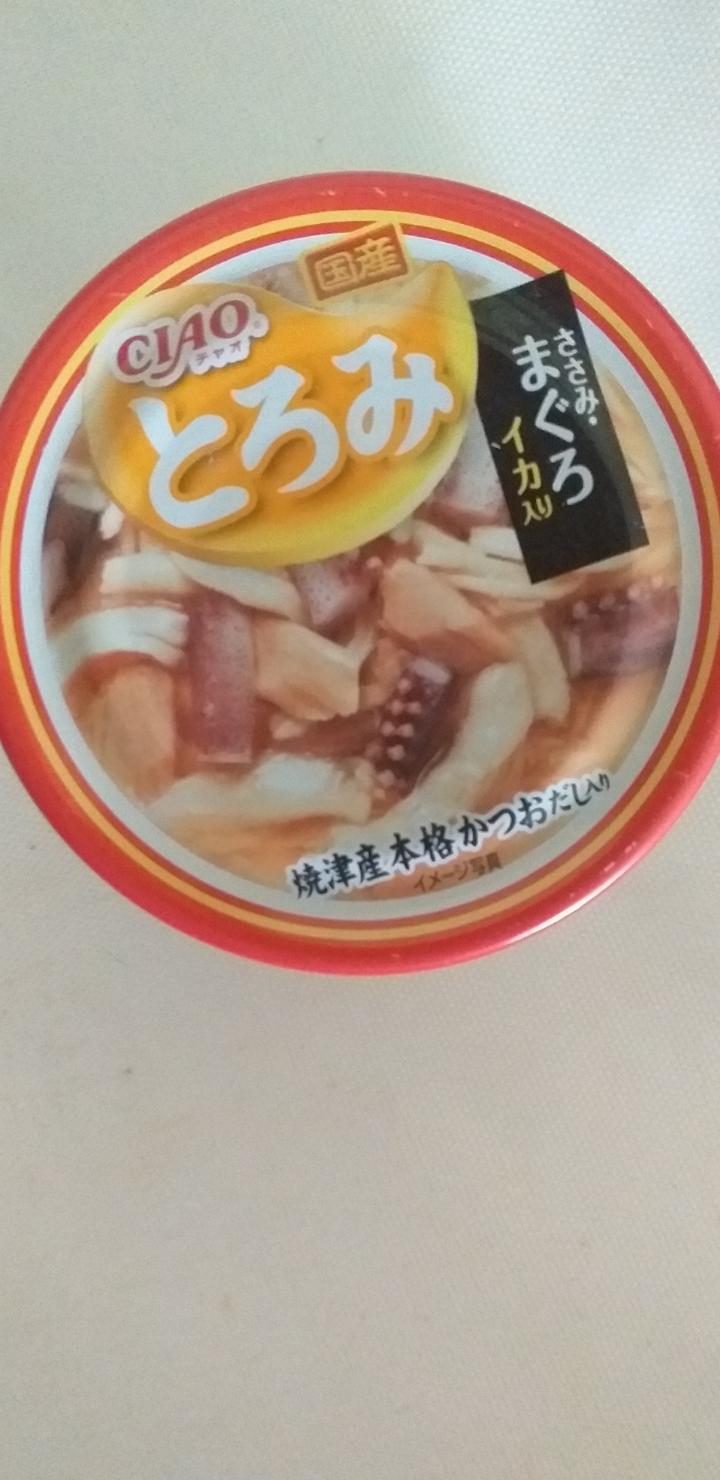 国産
CIAO
チャオ
とろみ
ささみ・
まぐろ
イカ入り
焼津産本格かつおだし入り
イメージ写真